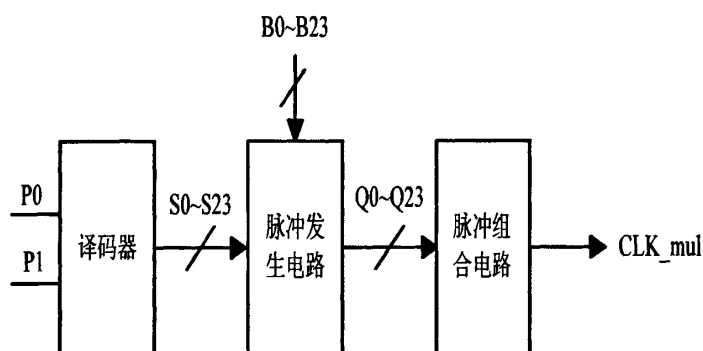 B0~B23
P0
P1
译码器
S0~S23
脉冲发
生电路
Q0~Q23
脉冲组
合电路
CLK_mul